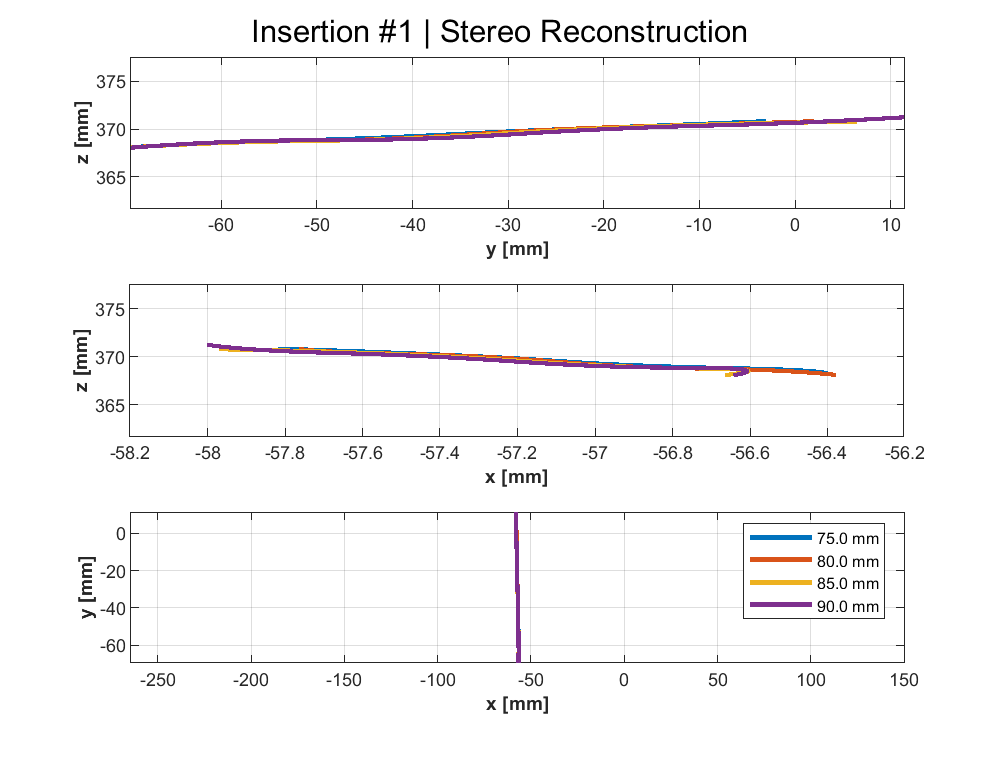 Insertion #1 | Stereo Reconstruction
375
370
365
z [mm]
-60 -50 -40 -30 -20 -10 0 10
y [mm]
375
370
365
z [mm]
-58.2 -58 -57.8 -57.6 -57.4 -57.2 -57 -56.8 -56.6 -56.4 -56.2
x [mm]
0
-20
-40
-60
y [mm]
75.0 mm
80.0 mm
85.0 mm
90.0 mm
-250 -200 -150 -100 -50 0 50 100 150
x [mm]